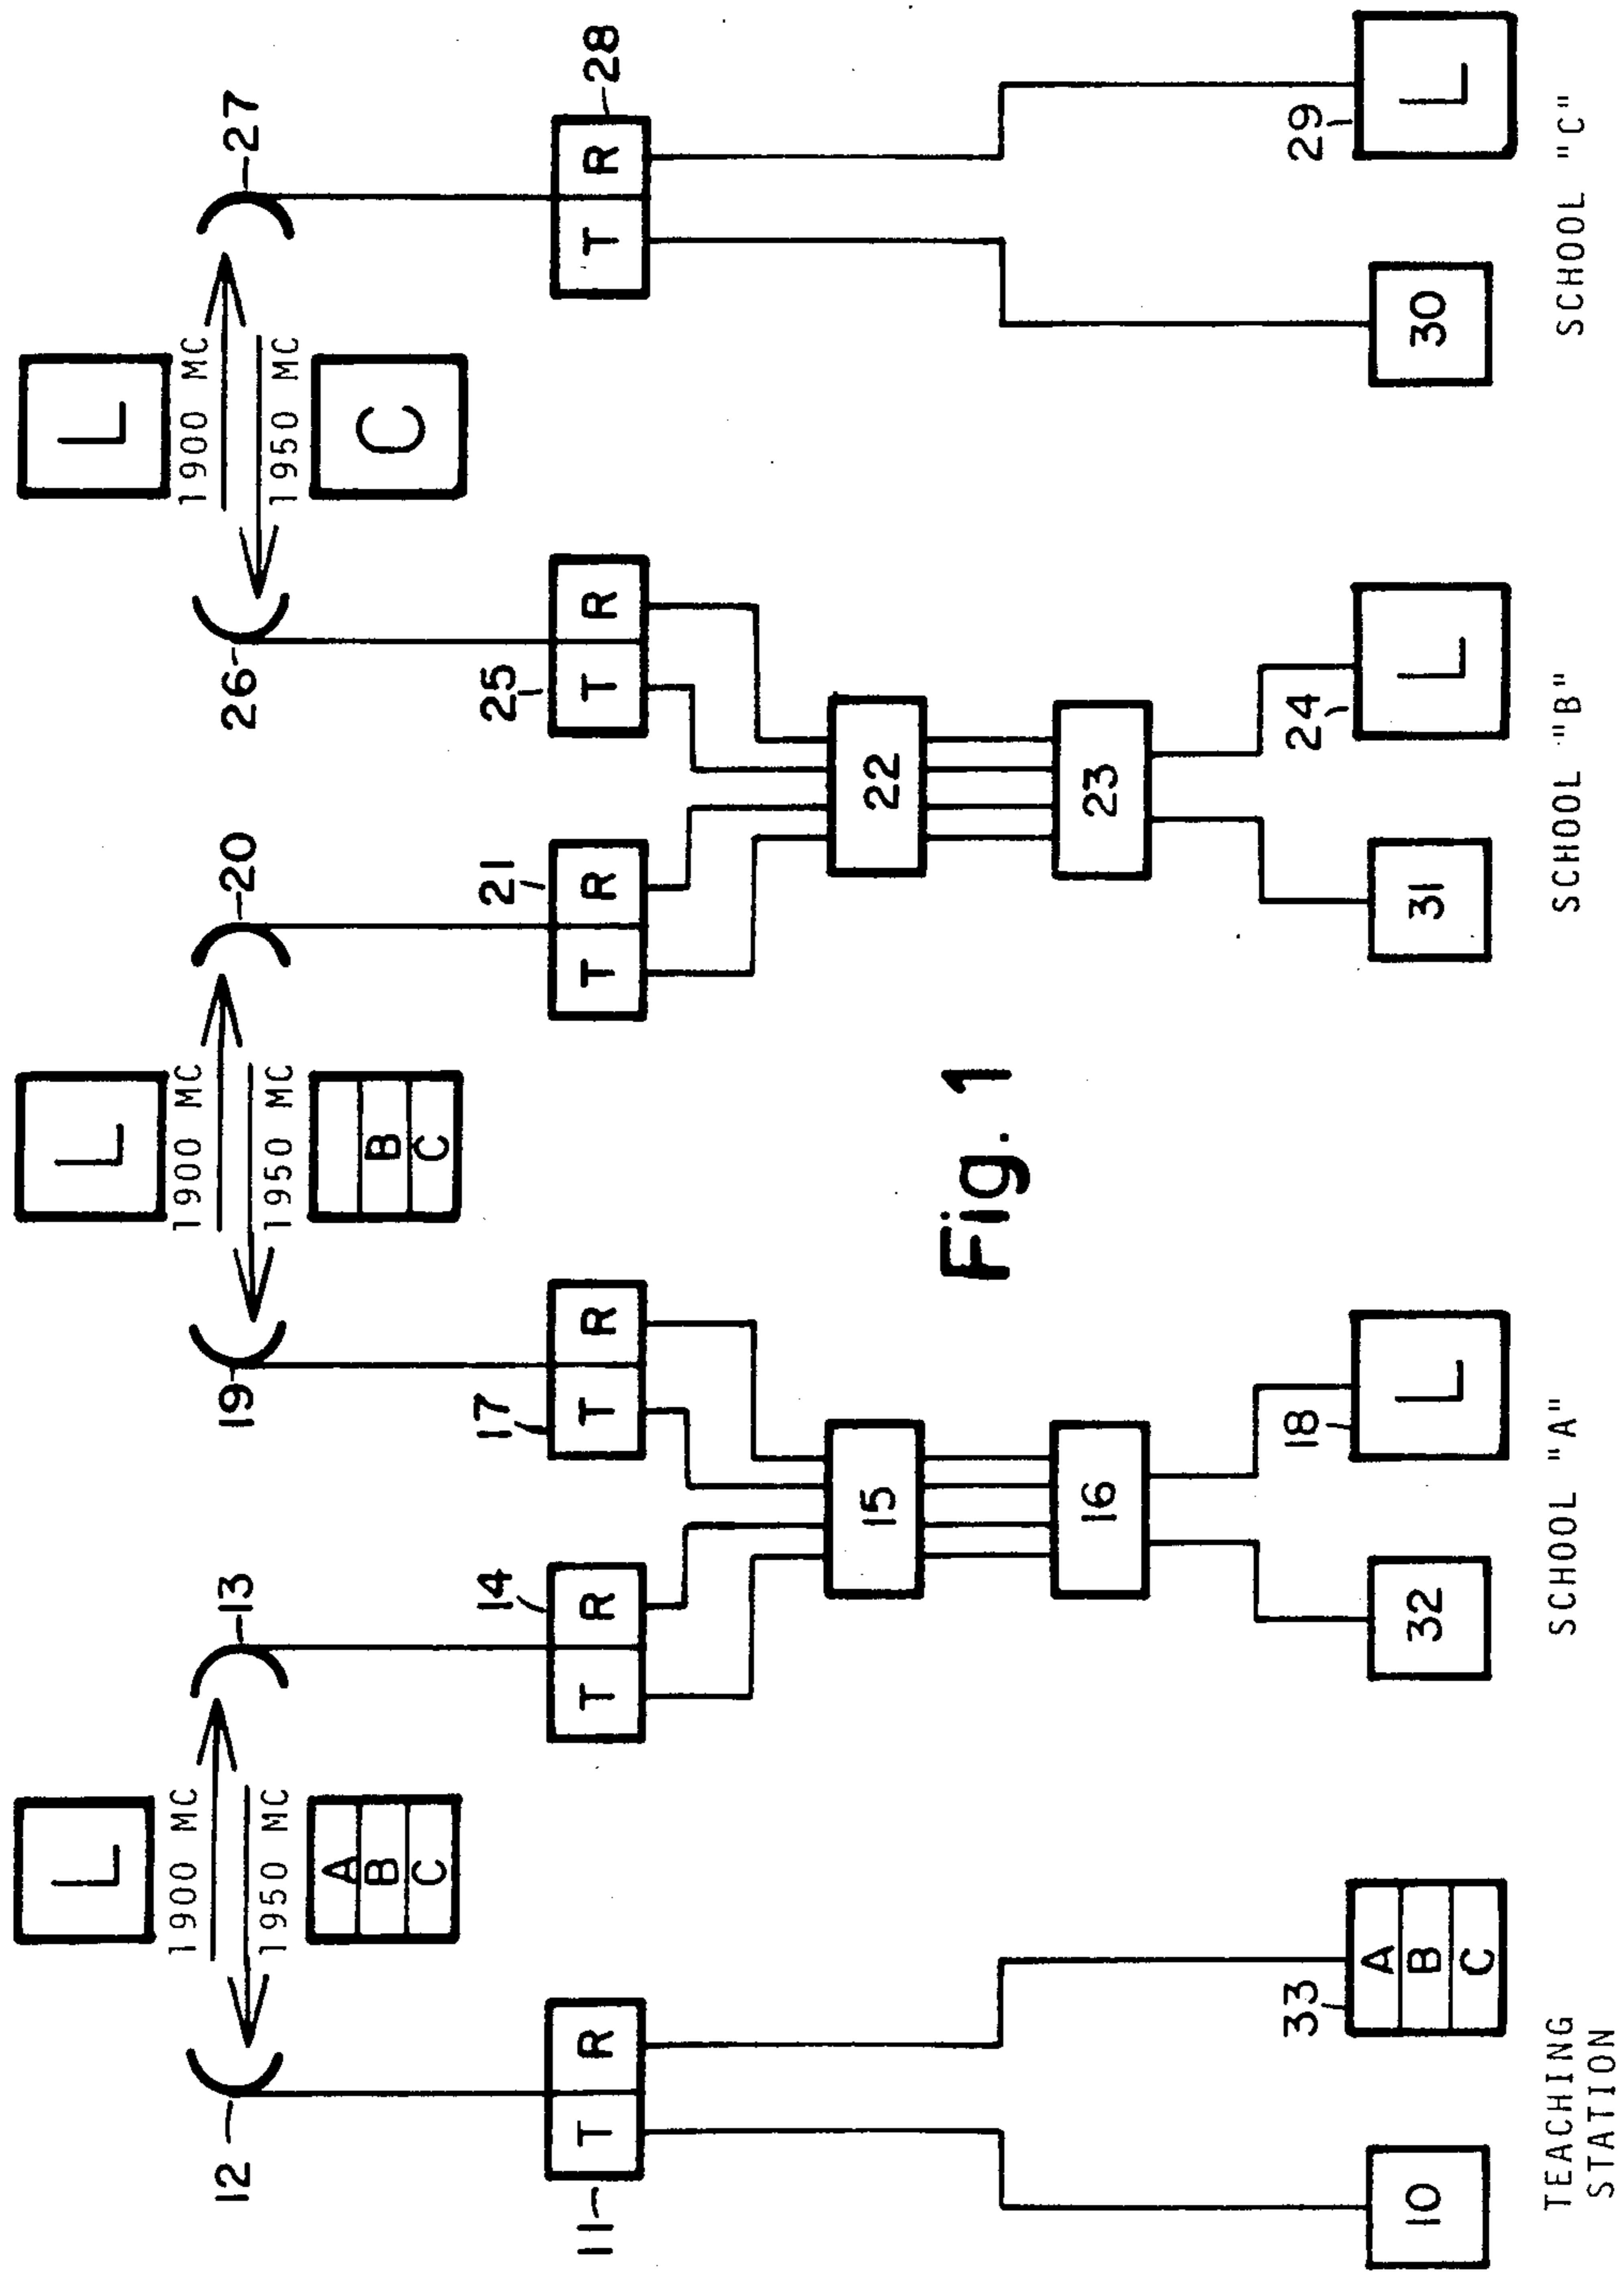 L
L
L
1900 MC
1900 MC
1900 MC
1950 MC
1950 MC
1950 MC
A
B
C
B
C
C
12
13
19
20
26
27
11
T
R
14
T
R
17
T
R
21
T
R
25
T
R
28
T
R
15
22
Fig. 1
16
23
10
33
A
B
C
32
18
L
31
24
L
30
29
L
TEACHING
STATION
SCHOOL "A"
SCHOOL "B"
SCHOOL "C"